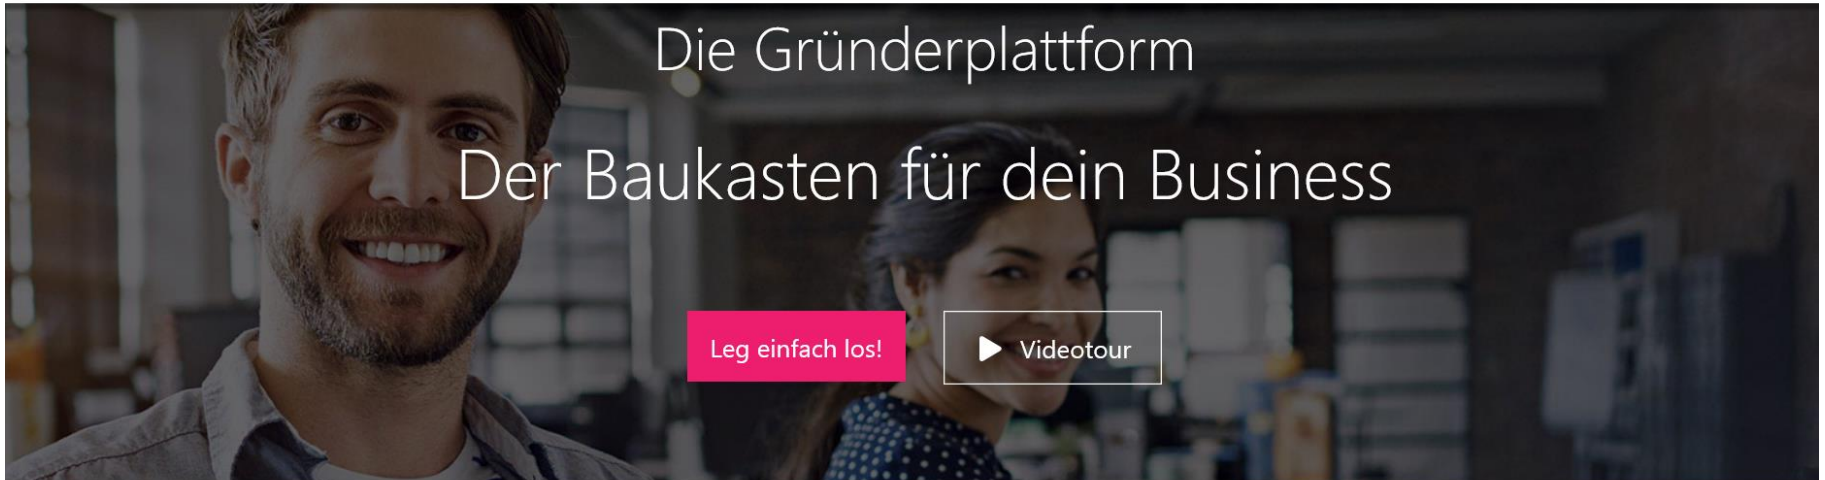 Die Gründerplattform
Der Baukasten für dein Business
Leg einfach los!
Videotour